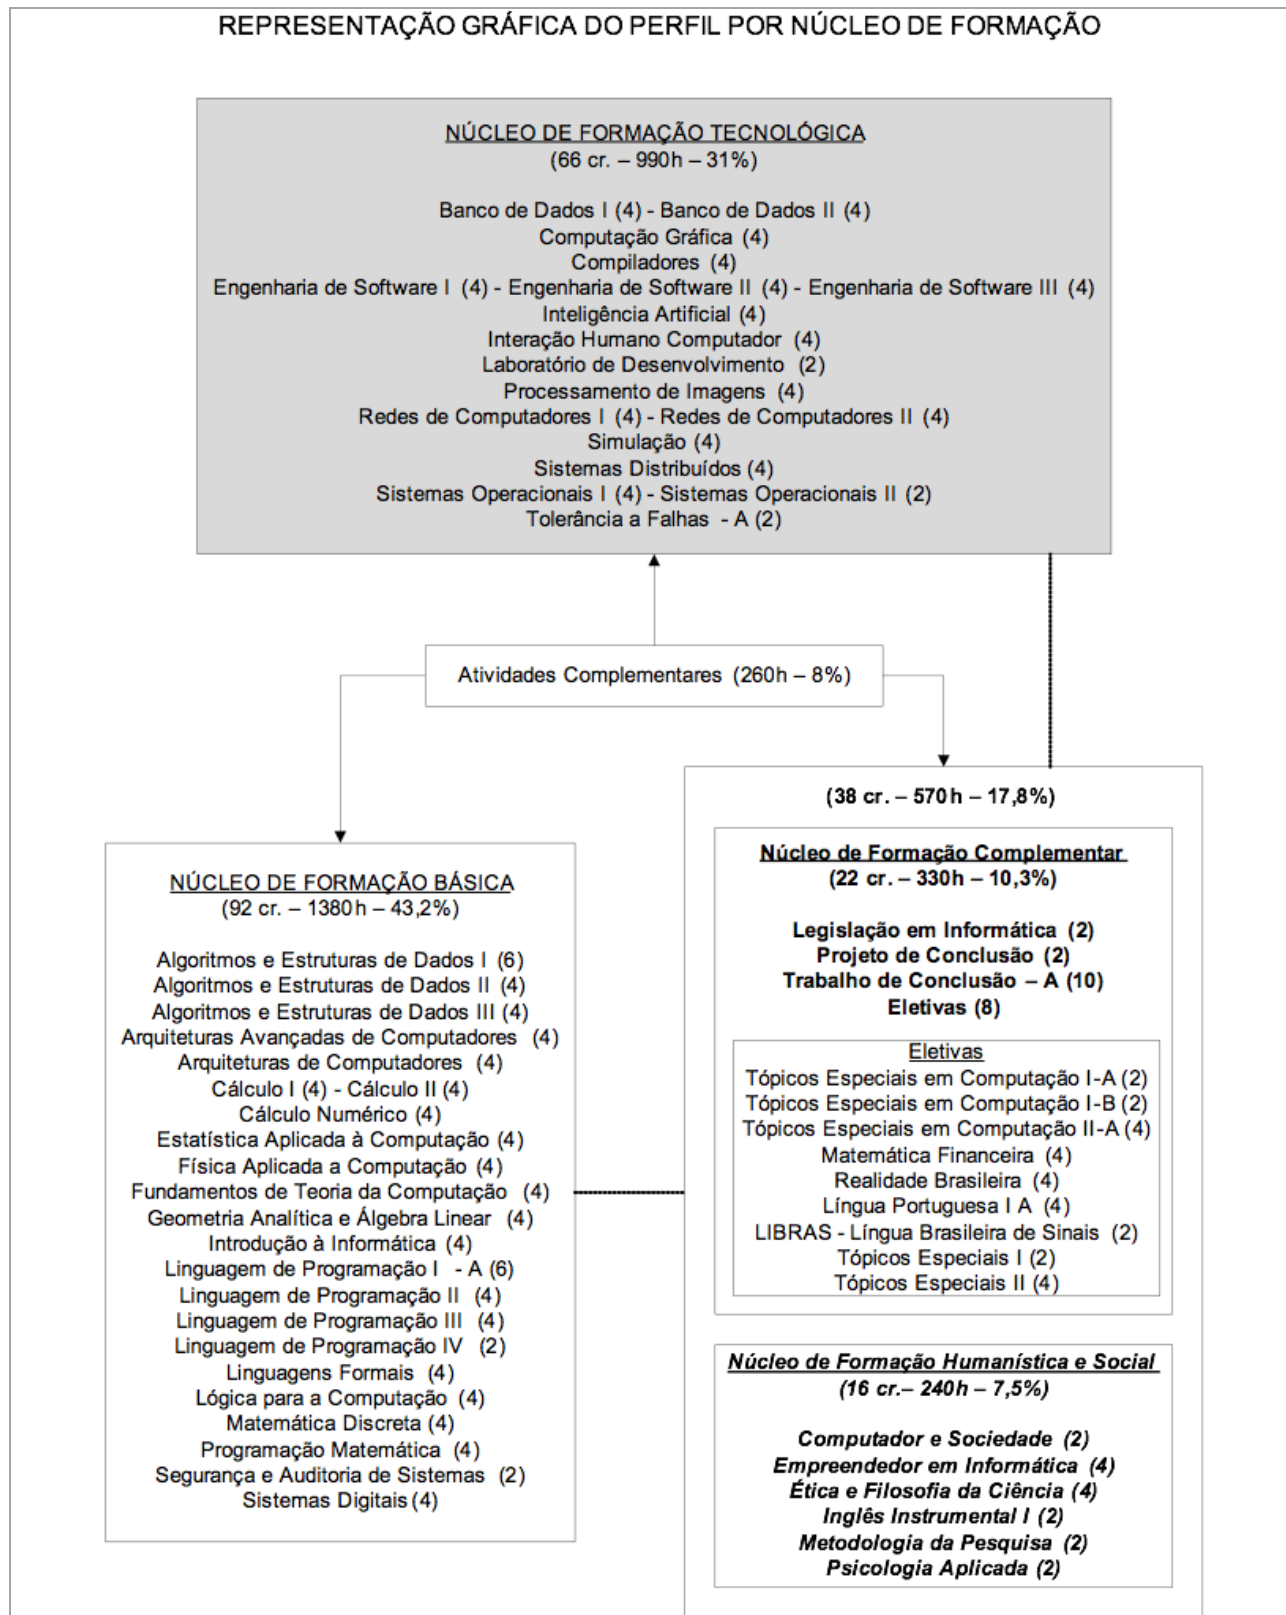 REPRESENTAÇÃO GRÁFICA DO PERFIL POR NÚCLEO DE FORMAÇÃO
NÚCLEO DE FORMAÇÃO TECNOLÓGICA
(66 cr. – 990h – 31%)
Banco de Dados I (4) - Banco de Dados II (4)
Computação Gráfica (4)
Compiladores (4)
Engenharia de Software I (4) - Engenharia de Software II (4) - Engenharia de Software III (4)
Inteligência Artificial (4)
Interação Humano Computador (4)
Laboratório de Desenvolvimento (2)
Processamento de Imagens (4)
Redes de Computadores I (4) - Redes de Computadores II (4)
Simulação (4)
Sistemas Distribuídos (4)
Sistemas Operacionais I (4) - Sistemas Operacionais II (2)
Tolerância a Falhas - A (2)
Atividades Complementares (260h – 8%)
NÚCLEO DE FORMAÇÃO BÁSICA
(92 cr. – 1380h – 43,2%)
Algoritmos e Estruturas de Dados I (6)
Algoritmos e Estruturas de Dados II (4)
Algoritmos e Estruturas de Dados III (4)
Arquiteturas Avançadas de Computadores (4)
Arquiteturas de Computadores (4)
Cálculo I (4) - Cálculo II (4)
Cálculo Numérico (4)
Estatística Aplicada à Computação (4)
Física Aplicada a Computação (4)
Fundamentos de Teoria da Computação (4)
Geometria Analítica e Álgebra Linear (4)
Introdução à Informática (4)
Linguagem de Programação I - A (6)
Linguagem de Programação II (4)
Linguagem de Programação III (4)
Linguagem de Programação IV (2)
Linguagens Formais (4)
Lógica para a Computação (4)
Matemática Discreta (4)
Programação Matemática (4)
Segurança e Auditoria de Sistemas (2)
Sistemas Digitais (4)
(38 cr. – 570h – 17,8%)
Núcleo de Formação Complementar
(22 cr. – 330h – 10,3%)
Legislação em Informática (2)
Projeto de Conclusão (2)
Trabalho de Conclusão – A (10)
Eletivas (8)
Eletivas
Tópicos Especiais em Computação I-A (2)
Tópicos Especiais em Computação I-B (2)
Tópicos Especiais em Computação II-A (4)
Matemática Financeira (4)
Realidade Brasileira (4)
Língua Portuguesa I A (4)
LIBRAS - Língua Brasileira de Sinais (2)
Tópicos Especiais I (2)
Tópicos Especiais II (4)
Núcleo de Formação Humanística e Social
(16 cr.– 240h – 7,5%)
Computador e Sociedade (2)
Empreendedor em Informática (4)
Ética e Filosofia da Ciência (4)
Inglês Instrumental I (2)
Metodologia da Pesquisa (2)
Psicologia Aplicada (2)